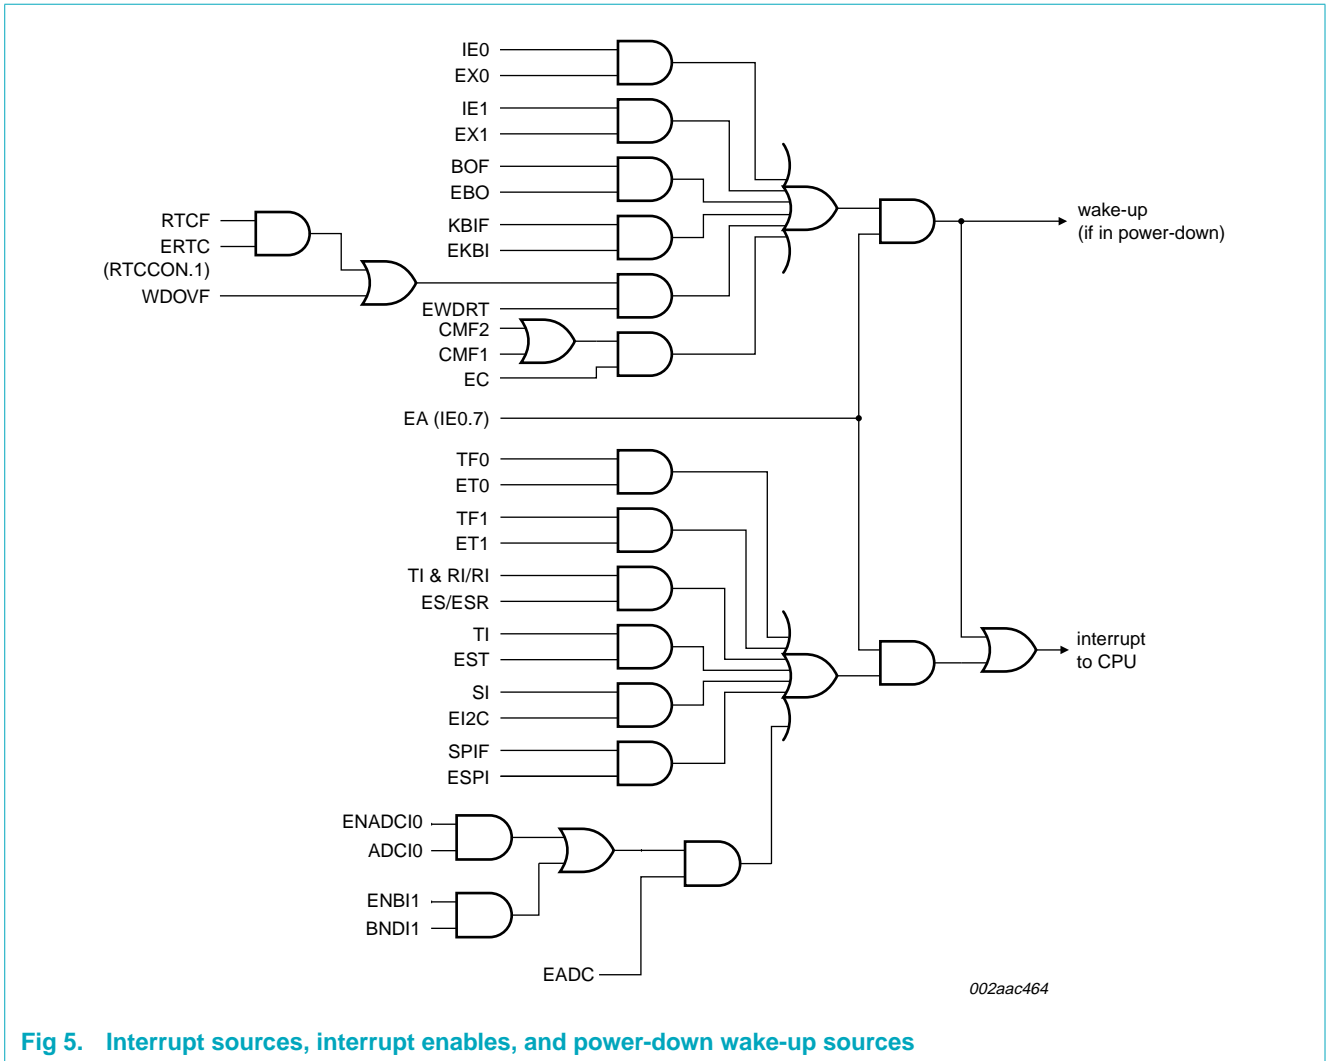 IE0
EX0
IE1
EX1
BOF
EBO
KBIF
EKBI
RTCF
ERTC
(RTCCON.1)
WDOVF
EWDRT
CMF2
CMF1
EC
EA (IE0.7)
wake-up
(if in power-down)
TF0
ET0
TF1
ET1
TI & RI/RI
ES/ESR
TI
EST
SI
EI2C
SPIF
ESPI
interrupt
to CPU
ENADCI0
ADCI0
ENBI1
BNDI1
EADC
002aac464
Fig 5. Interrupt sources, interrupt enables, and power-down wake-up sources